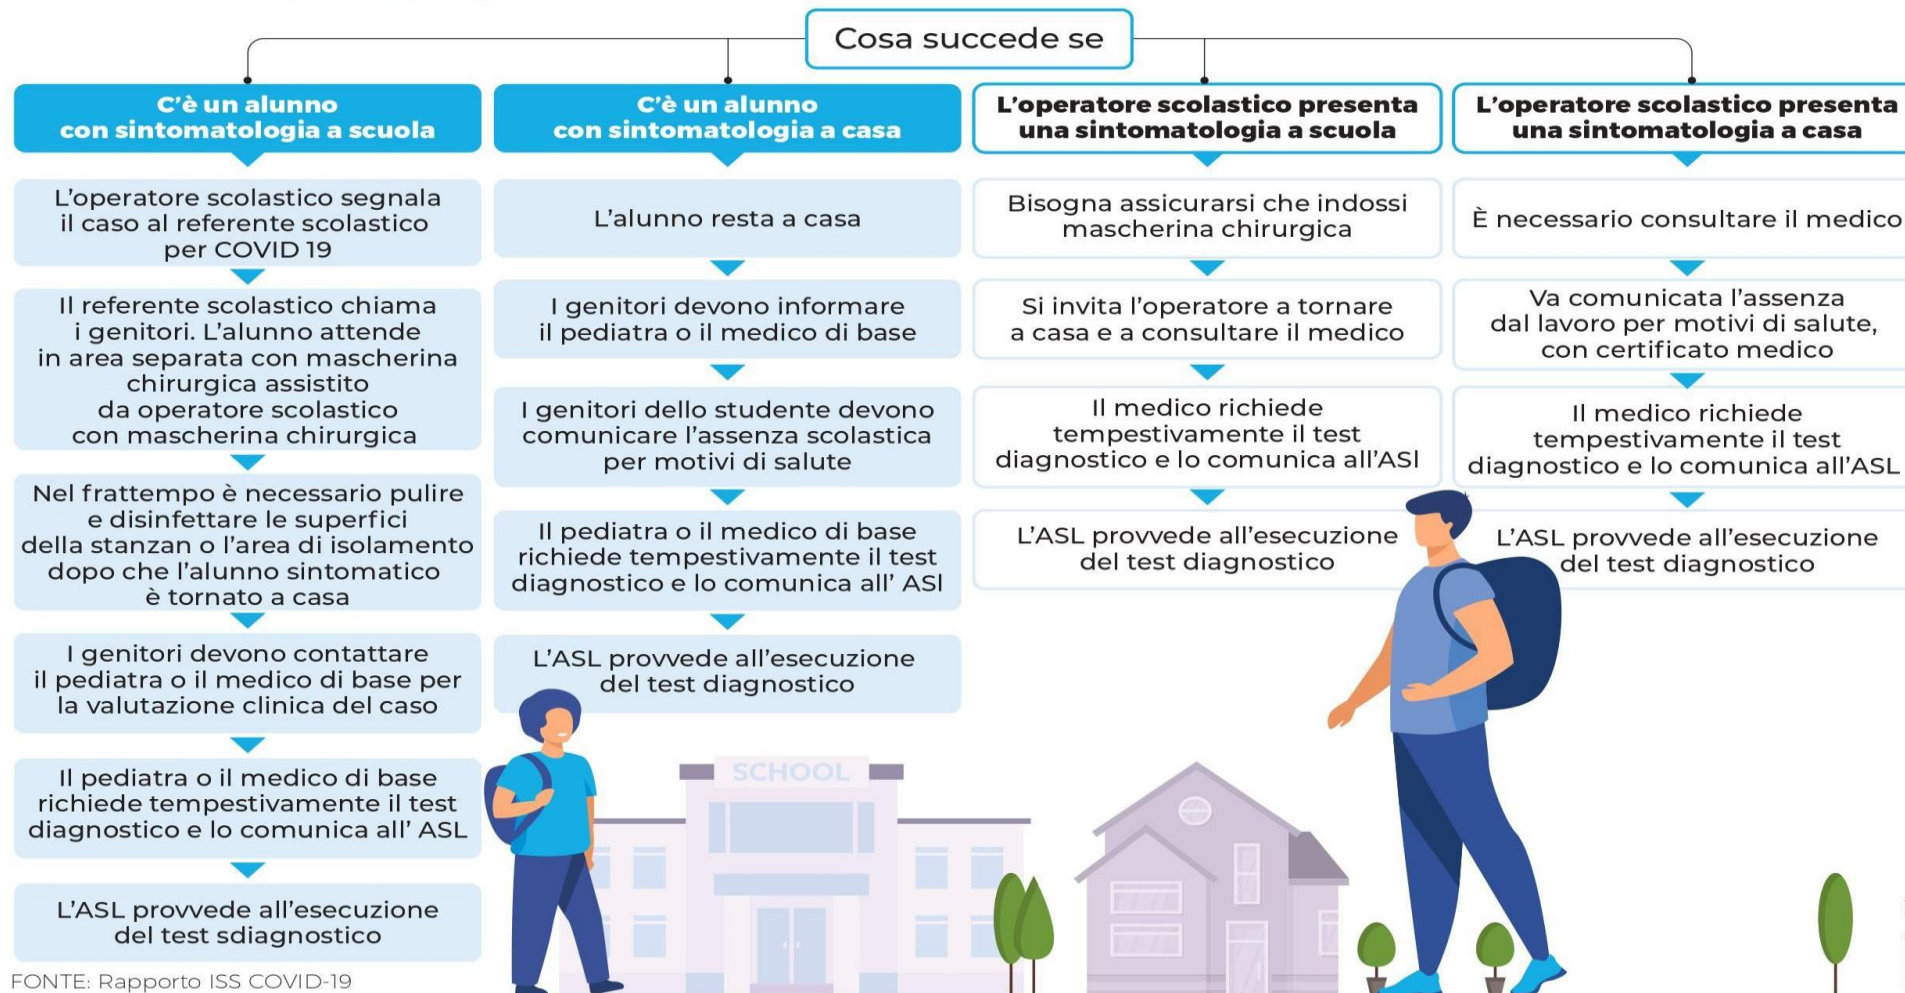 Cosa succede se
C'è un alunno
con sintomatologia a scuola
L'operatore scolastico segnala
il caso al referente scolastico
per COVID 19
Il referente scolastico chiama
i genitori. L'alunno attende
in area separata con mascherina
chirurgica assistito
da operatore scolastico
con mascherina chirurgica
Nel frattempo è necessario pulire
e disinfettare le superfici
della stanzan o l'area di isolamento
dopo che l'alunno sintomatico
è tornato a casa
I genitori devono contattare
il pediatra o il medico di base per
la valutazione clinica del caso
Il pediatra o il medico di base
richiede tempestivamente il test
diagnostico e lo comunica all' ASL
L'ASL provvede all'esecuzione
del test sdiagnostico
C'è un alunno
con sintomatologia a casa
L'alunno resta a casa
I genitori devono informare
il pediatra o il medico di base
I genitori dello studente devono
comunicare l'assenza scolastica
per motivi di salute
Il pediatra o il medico di base
richiede tempestivamente il test
diagnostico e lo comunica all' ASl
L'ASL provvede all'esecuzione
del test diagnostico
L'operatore scolastico presenta
una sintomatologia a scuola
Bisogna assicurarsi che indossi
mascherina chirurgica
Si invita l'operatore a tornare
a casa e a consultare il medico
Il medico richiede
tempestivamente il test
diagnostico e lo comunica all'ASl
L'ASL provvede all'esecuzione
del test diagnostico
L'operatore scolastico presenta
una sintomatologia a casa
È necessario consultare il medico
Va comunicata l'assenza
dal lavoro per motivi di salute,
con certificato medico
Il medico richiede
tempestivamente il test
diagnostico e lo comunica all'ASL
L'ASL provvede all'esecuzione
del test diagnostico
SCHOOL
FONTE: Rapporto ISS COVID-19